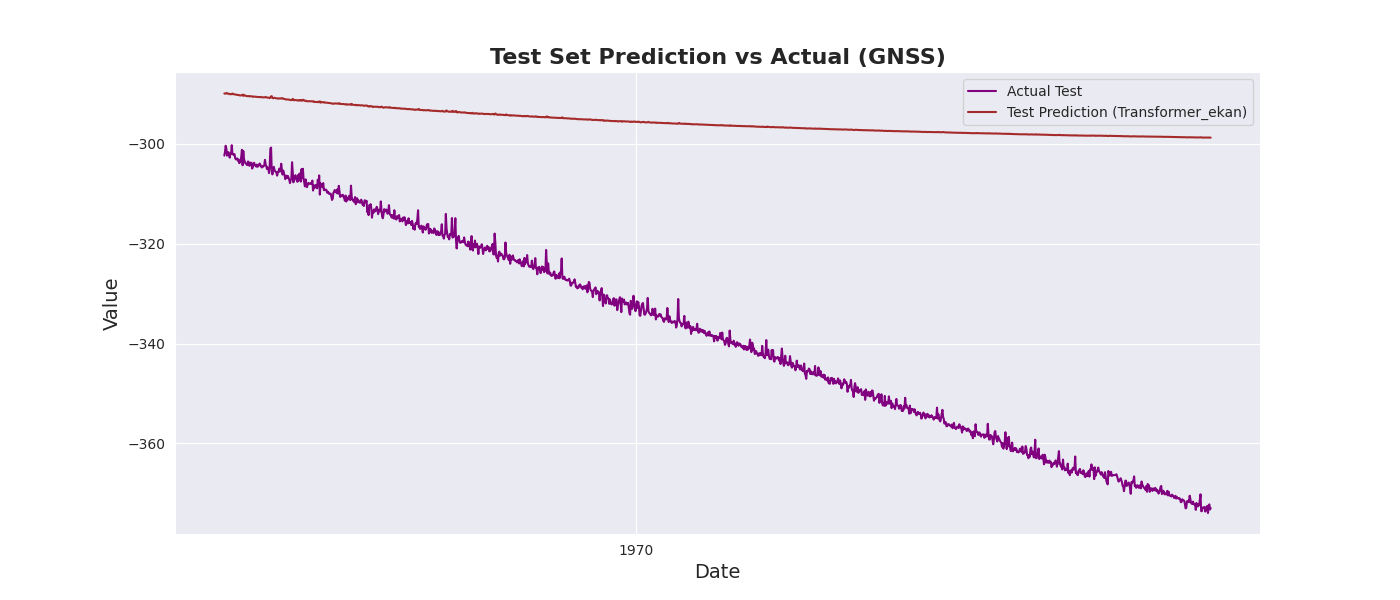 Test Set Prediction vs Actual (GNSS)
Actual Test
Test Prediction (Transformer_ekan)
Value
−300
−320
−340
−360
1970
Date